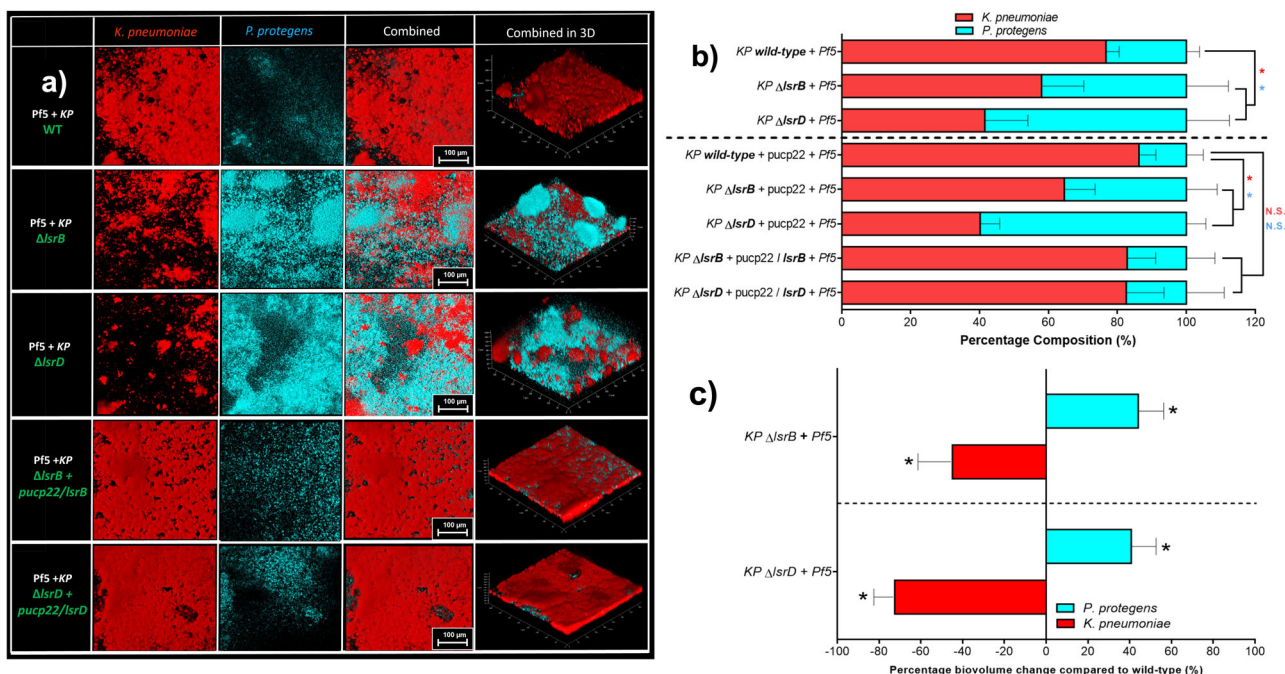 a)
K. pneumoniae P. protegens Combined Combined in 3D
Pf5 + KP
WT
100 µm
Pf5 + KP
ΔlsrB
100 µm
Pf5 + KP
ΔlsrD
100 µm
Pf5 +KP
ΔlsrB +
pucp22/lsrB
100 µm
Pf5 +KP
ΔlsrD +
pucp22/lsrD
100 µm
b)
K. pneumoniae
P. protegens
KP wild-type + Pf5
KP ΔlsrB + Pf5
KP ΔlsrD + Pf5
*
*
KP wild-type + pucp22 + Pf5
KP ΔlsrB + pucp22 + Pf5
KP ΔlsrD + pucp22 + Pf5
KP ΔlsrB + pucp22 / lsrB + Pf5
KP ΔlsrD + pucp22 / lsrD + Pf5
*
*
N.S.
N.S.
0 20 40 60 80 100 120
Percentage Composition (%)
c)
KP ΔlsrB + Pf5
* *
KP ΔlsrD + Pf5
* *
P. protegens
K. pneumoniae
-100 -80 -60 -40 -20 0 20 40 60 80 100
Percentage biovolume change compared to wild-type (%)